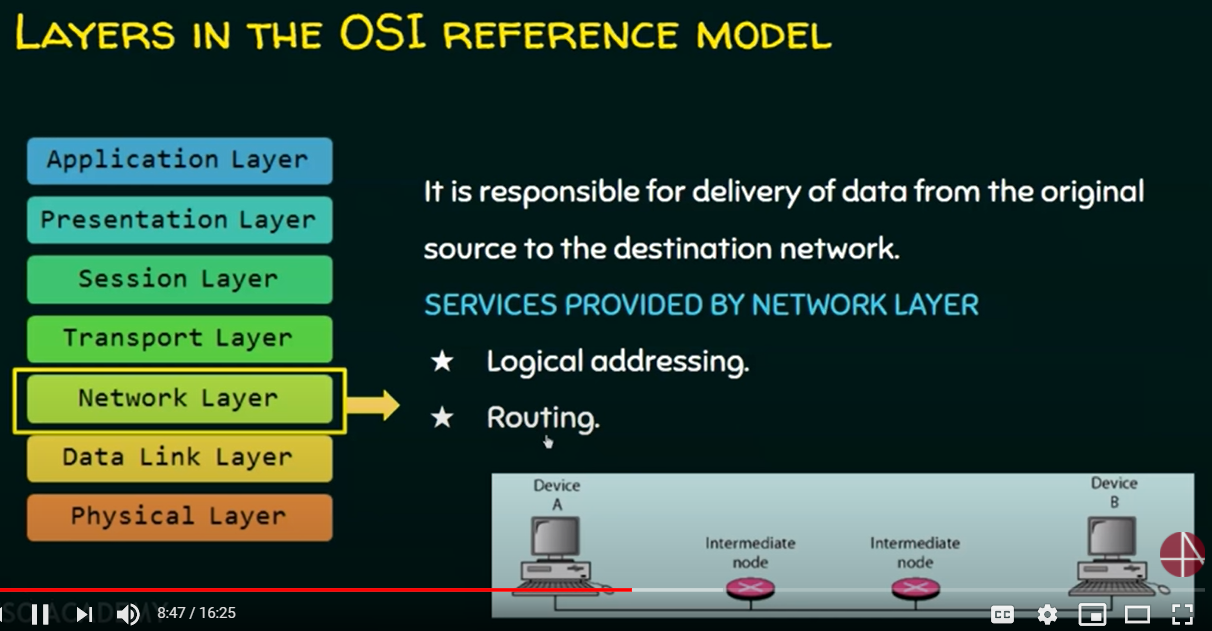 Layers in the OSI reference model
Application Layer
Presentation Layer
Session Layer
Transport Layer
Network Layer
Data Link Layer
Physical Layer
It is responsible for delivery of data from the original
source to the destination network.
SERVICES PROVIDED BY NETWORK LAYER
★ Logical addressing.
★ Routing.
Device
A
Intermediate
node
Intermediate
node
Device
B
8:47 / 16:25
CC